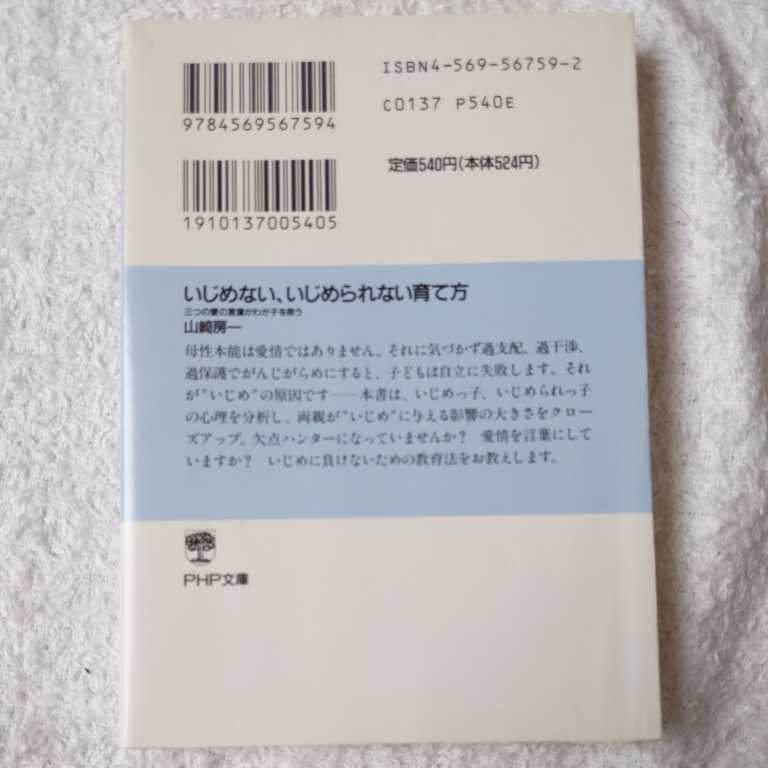 ISBN4-569-56759-2
9784569567594
C0137 P540E
定価540円(本体524円)
1910137005405
いじめない、いじめられない育て方
三つの愛の言葉がわが子を救う
山崎房一
母性本能は愛情ではありません。それに気づかず過支配、過干渉、
過保護でがんじがらめにすると、子どもは自立に失敗します。それ
が"いじめ"の原因です──本書は、いじめっ子、いじめられっ子
の心理を分析し、両親が"いじめ"に与える影響の大きさをクロー
ズアップ。欠点ハンターになっていませんか? 愛情を言葉にして
いますか? いじめに負けないための教育法をお教えします。
PHP文庫